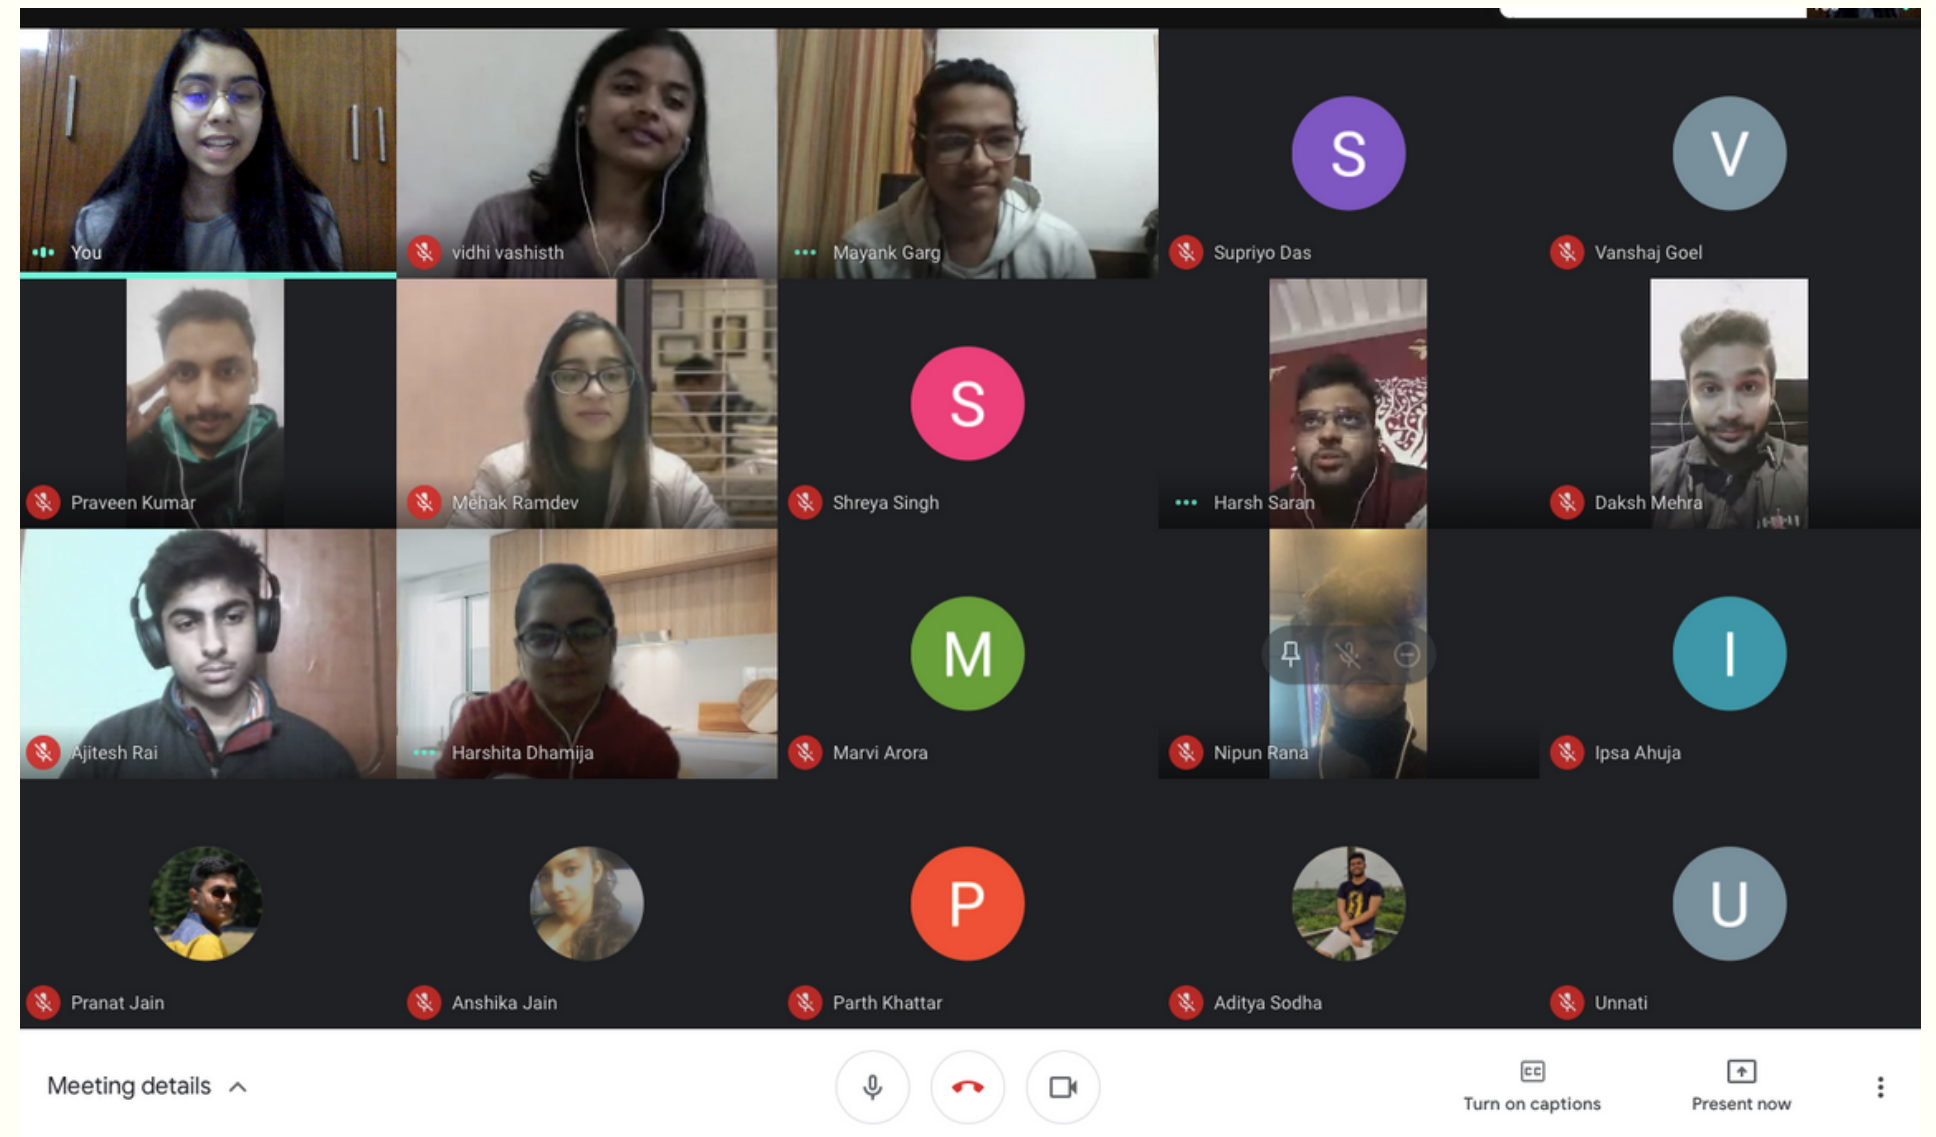 S
V
You
vidhi vashisth
Mayank Garg
Supriyo Das
Vanshaj Goel
S
Praveen Kumar
Mehak Ramdev
Shreya Singh
Harsh Saran
Daksh Mehra
M
I
Ajitesh Rai
Harshita Dhamija
Marvi Arora
Nipun Rana
Ipsa Ahuja
P
U
Pranat Jain
Anshika Jain
Parth Khattar
Aditya Sodha
Unnati
Meeting details
CC
Turn on captions
Present now